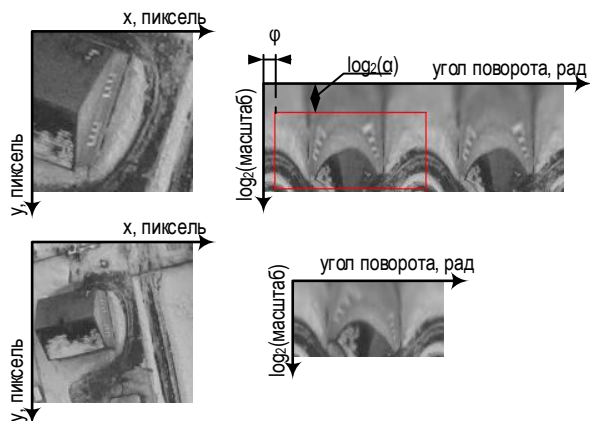 x, пиксель
y, пиксель
φ
log₂(α)
угол поворота, рад
log₂(масштаб)
x, пиксель
y, пиксель
угол поворота, рад
log₂(масштаб)